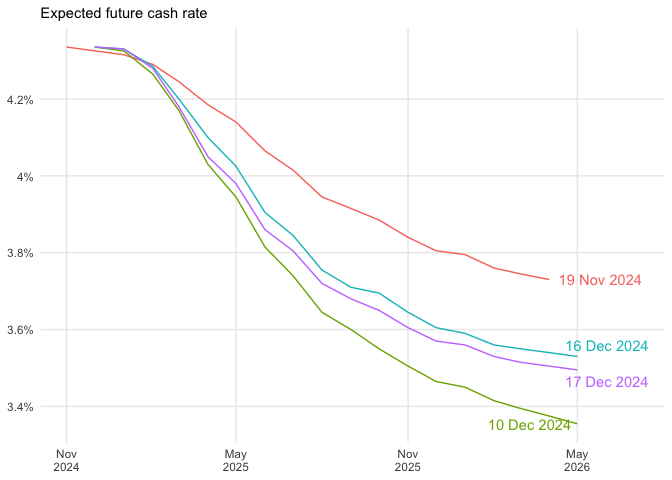 Expected future cash rate
4.2%
4%
3.8%
3.6%
3.4%
19 Nov 2024
16 Dec 2024
17 Dec 2024
10 Dec 2024
Nov
2024
May
2025
Nov
2025
May
2026